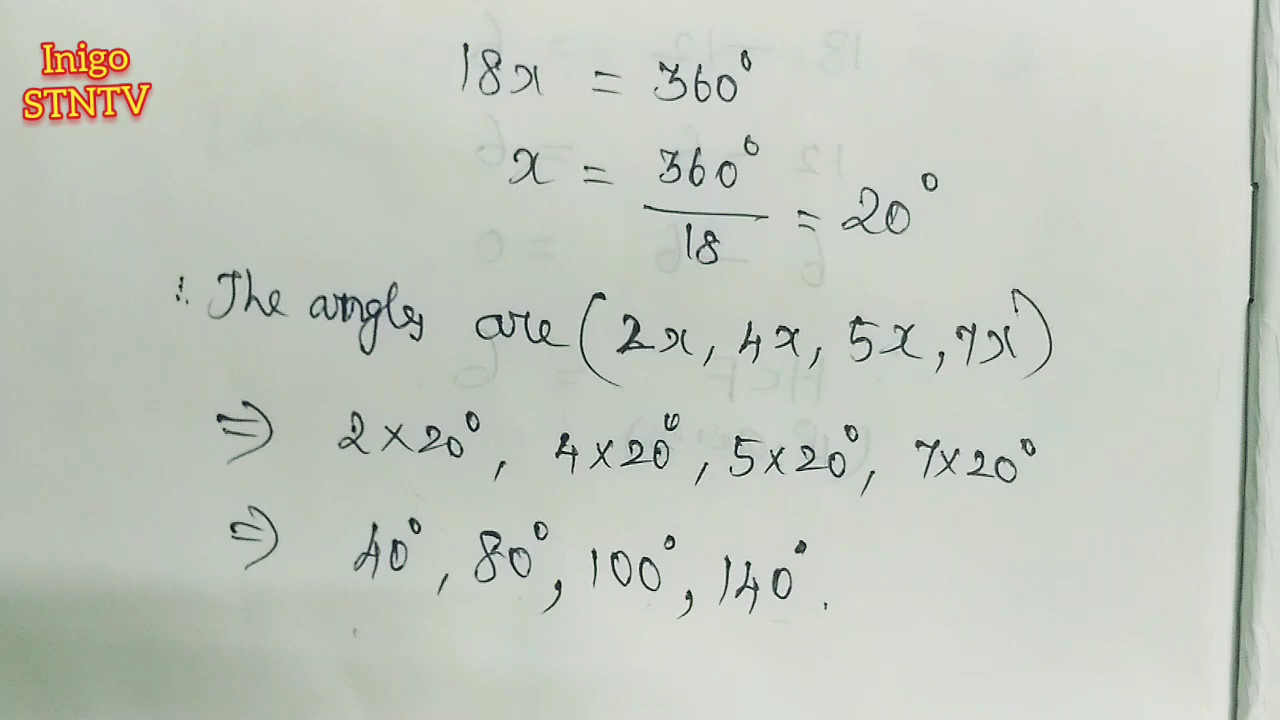 Inigo
STNTV
18x = 360°
x = 360° / 18 = 20°
∴ The angles are (2x, 4x, 5x, 7x)
⇒ 2×20°, 4×20°, 5×20°, 7×20°
⇒ 40°, 80°, 100°, 140°.